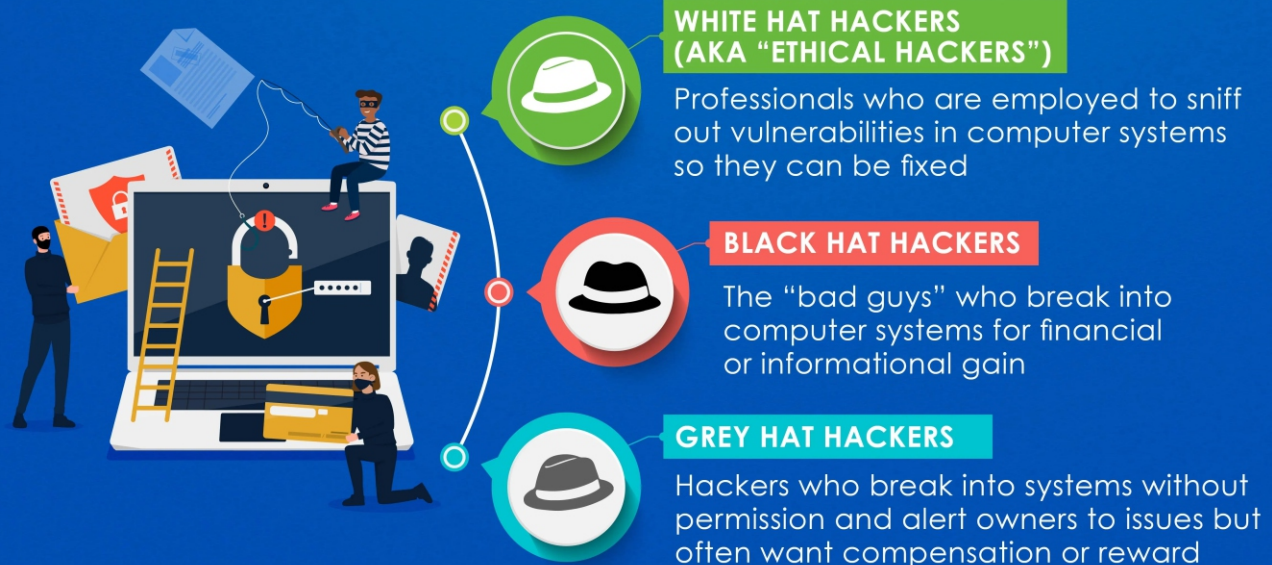 WHITE HAT HACKERS
(AKA “ETHICAL HACKERS”)
Professionals who are employed to sniff
out vulnerabilities in computer systems
so they can be fixed
BLACK HAT HACKERS
The “bad guys” who break into
computer systems for financial
or informational gain
GREY HAT HACKERS
Hackers who break into systems without
permission and alert owners to issues but
often want compensation or reward